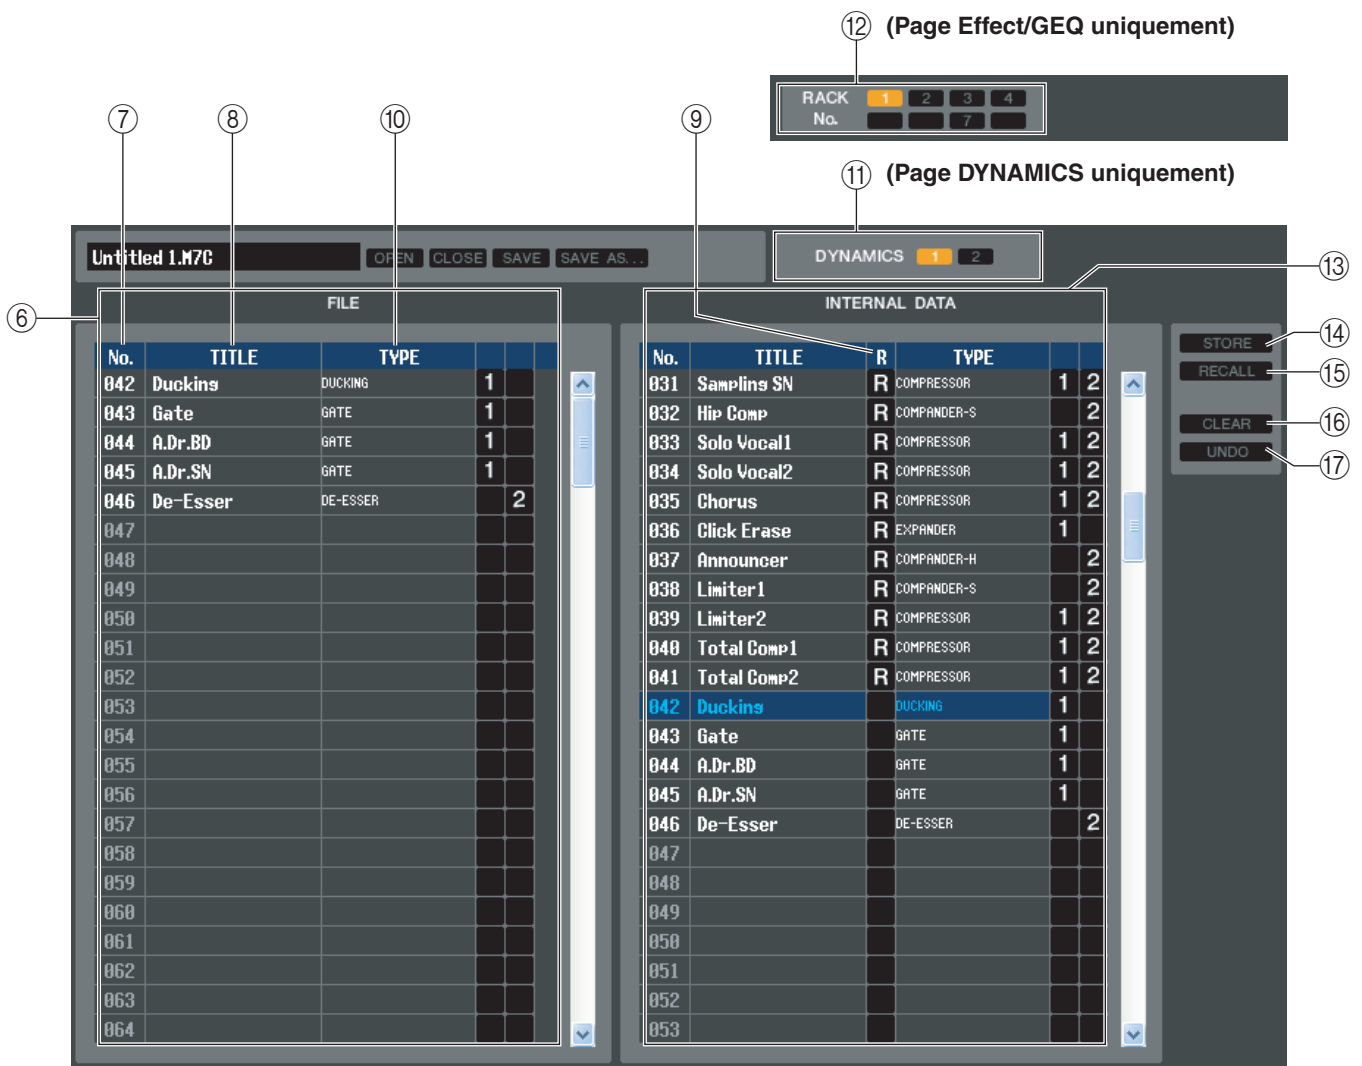 ⑫ (Page Effect/GEQ uniquement)
RACK 1 2 3 4
No. 7
⑦ ⑧ ⑩ ⑨
⑪ (Page DYNAMICS uniquement)
Untitled 1.M7C OPEN CLOSE SAVE SAVE AS... DYNAMICS 1 2
⑬
⑥ FILE INTERNAL DATA
⑭ STORE
⑮ RECALL
⑯ CLEAR
⑰ UNDO
No. TITLE TYPE
042 Ducking DUCKING 1
043 Gate GATE 1
044 A.Dr.BD GATE 1
045 A.Dr.SN GATE 1
046 De-Esser DE-ESSER 2
047
048
049
050
051
052
053
054
055
056
057
058
059
060
061
062
063
064
No. TITLE R TYPE
031 Sampling SN R COMPRESSOR 1 2
032 Hip Comp R COMPANDER-S 2
033 Solo Vocal1 R COMPRESSOR 1 2
034 Solo Vocal2 R COMPRESSOR 1 2
035 Chorus R COMPRESSOR 1 2
036 Click Erase R EXPANDER 1
037 Announcer R COMPANDER-H 2
038 Limiter1 R COMPANDER-S 2
039 Limiter2 R COMPRESSOR 1 2
040 Total Comp1 R COMPRESSOR 1 2
041 Total Comp2 R COMPRESSOR 1 2
042 Ducking DUCKING 1
043 Gate GATE 1
044 A.Dr.BD GATE 1
045 A.Dr.SN GATE 1
046 De-Esser DE-ESSER 2
047
048
049
050
051
052
053